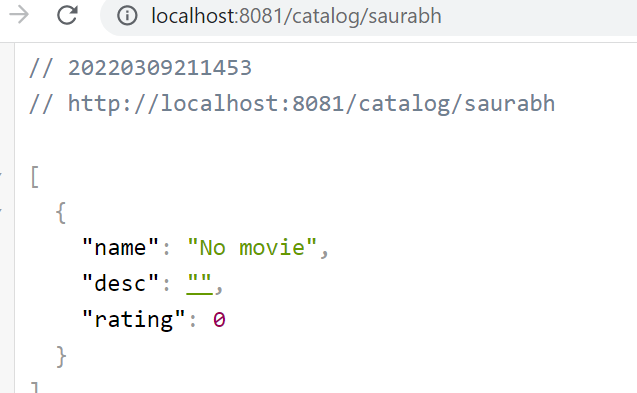 localhost:8081/catalog/saurabh
// 20220309211453
// http://localhost:8081/catalog/saurabh
[
{
"name": "No movie",
"desc": "",
"rating": 0
}
]